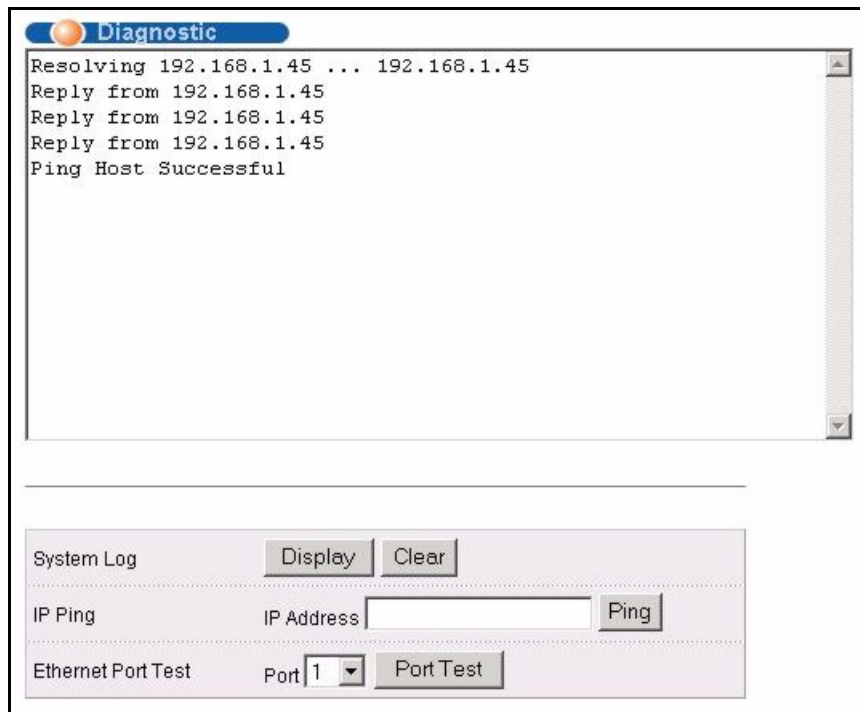 Diagnostic
Resolving 192.168.1.45 ... 192.168.1.45
Reply from 192.168.1.45
Reply from 192.168.1.45
Reply from 192.168.1.45
Ping Host Successful
System Log Display Clear
IP Ping IP Address Ping
Ethernet Port Test Port 1 Port Test